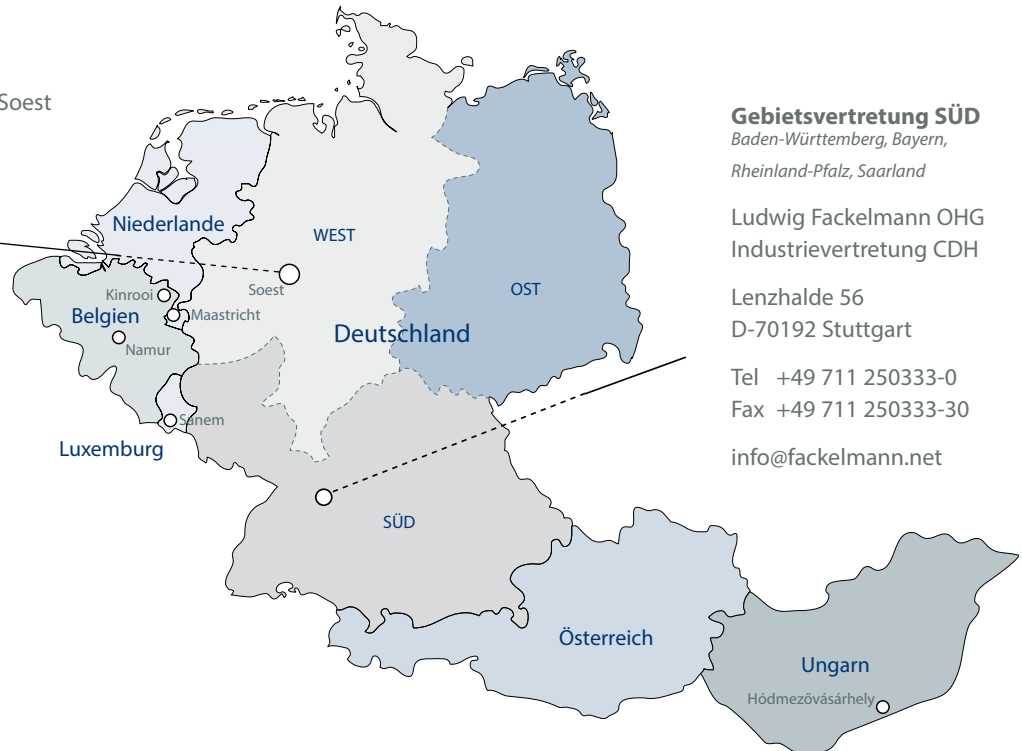 Soest
Niederlande
WEST
Soest
Kinrooi
Belgien
Maastricht
Namur
Deutschland
OST
Sanem
Luxemburg
SÜD
Österreich
Ungarn
Hódmezővásárhely
Gebietsvertretung SÜD
Baden-Württemberg, Bayern,
Rheinland-Pfalz, Saarland
Ludwig Fackelmann OHG
Industrievertretung CDH
Lenzhalde 56
D-70192 Stuttgart
Tel +49 711 250333-0
Fax +49 711 250333-30
info@fackelmann.net